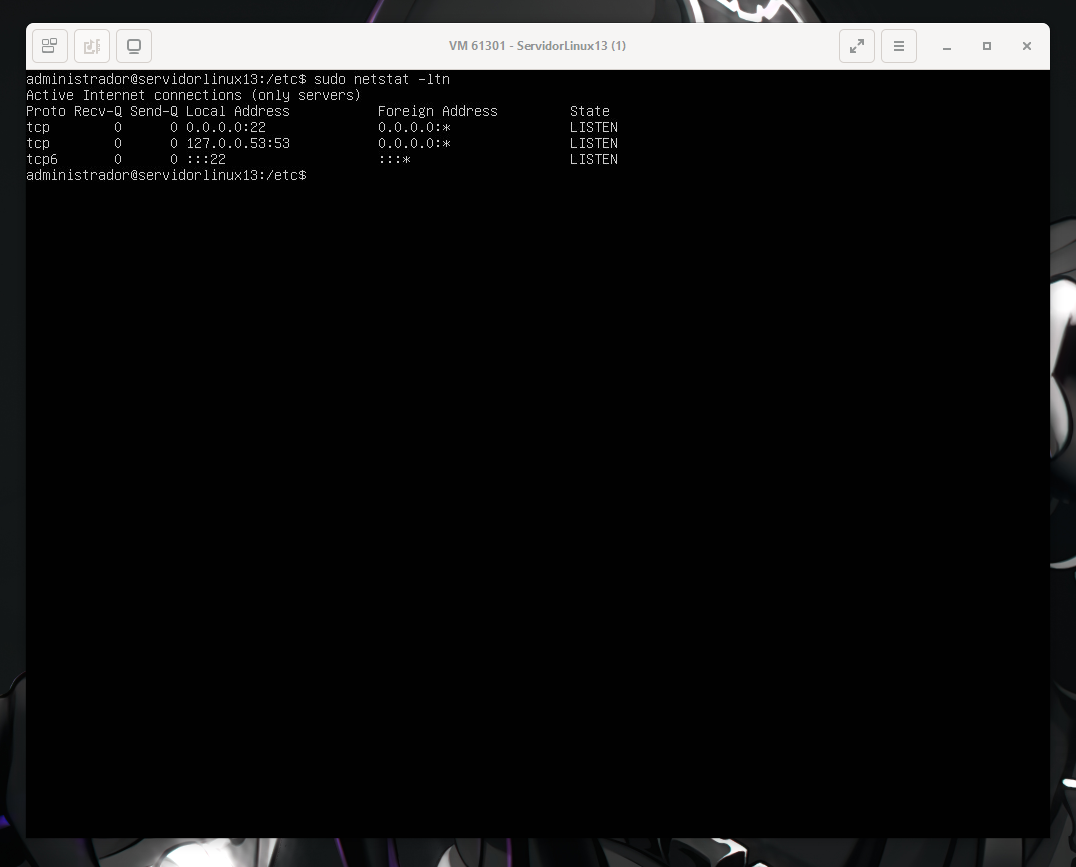 VM 61301 - ServidorLinux13 (1)
administrador@servidorlinux13:/etc$ sudo netstat -ltn
Active Internet connections (only servers)
Proto Recv-Q Send-Q Local Address           Foreign Address         State
tcp        0      0 0.0.0.0:22              0.0.0.0:*               LISTEN
tcp        0      0 127.0.0.53:53           0.0.0.0:*               LISTEN
tcp6       0      0 :::22                   :::*                    LISTEN
administrador@servidorlinux13:/etc$